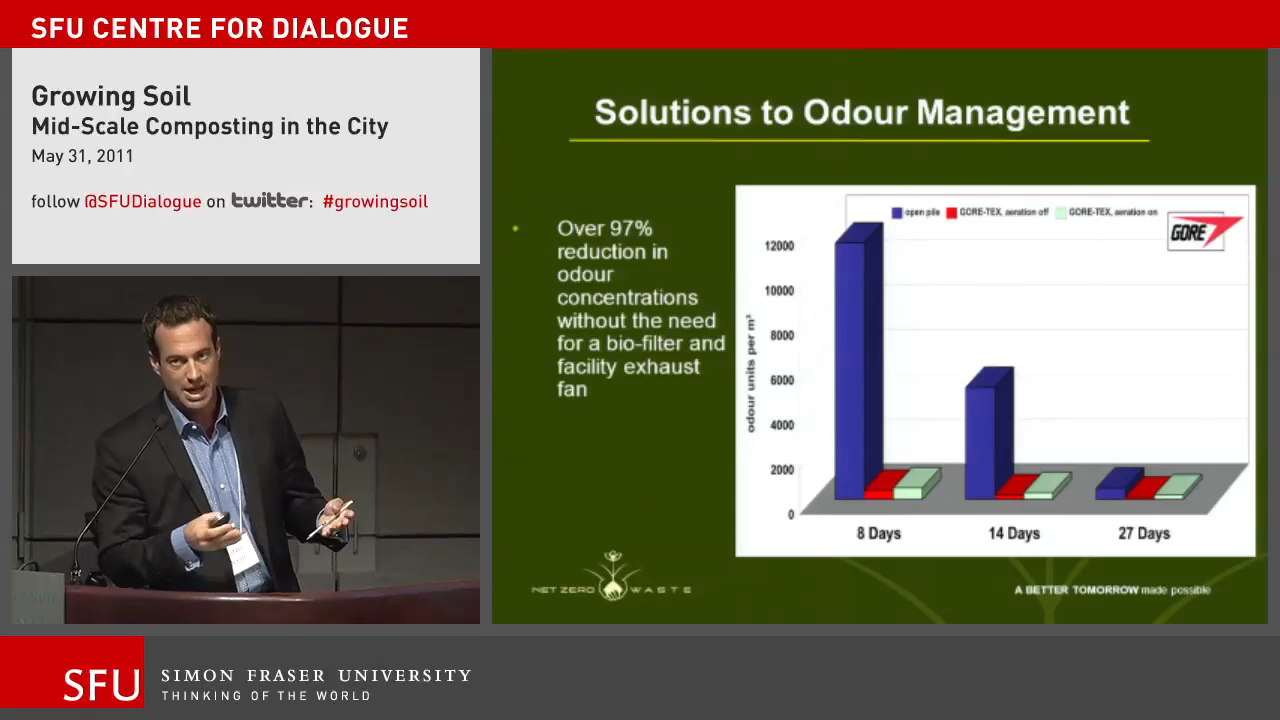 SFU CENTRE FOR DIALOGUE
Growing Soil
Mid-Scale Composting in the City
May 31, 2011
follow @SFUDialogue on twitter: #growingsoil
Solutions to Odour Management
• Over 97%
reduction in
odour
concentrations
without the need
for a bio-filter and
facility exhaust
fan
open pile
GORE-TEX, aeration off
GORE-TEX, aeration on
GORE
odour units per m³
12000
10000
8000
6000
4000
2000
0
8 Days
14 Days
27 Days
NET ZERO WASTE
A BETTER TOMORROW made possible
SFU
SIMON FRASER UNIVERSITY
THINKING OF THE WORLD